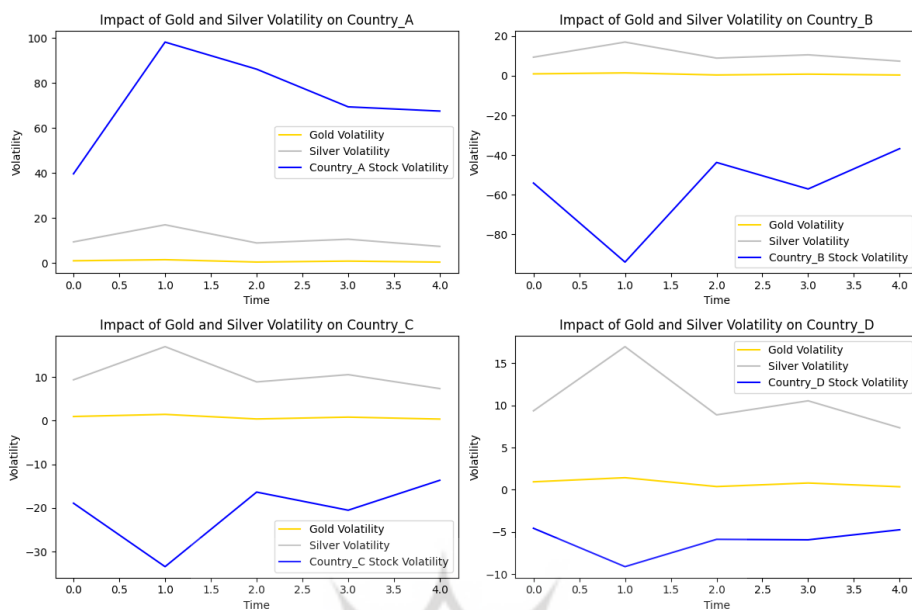 Impact of Gold and Silver Volatility on Country_A
100
80
60
40
20
0
Volatility
Gold Volatility
Silver Volatility
Country_A Stock Volatility
0.0 0.5 1.0 1.5 2.0 2.5 3.0 3.5 4.0
Time
Impact of Gold and Silver Volatility on Country_B
20
0
−20
−40
−60
−80
Volatility
Gold Volatility
Silver Volatility
Country_B Stock Volatility
0.0 0.5 1.0 1.5 2.0 2.5 3.0 3.5 4.0
Time
Impact of Gold and Silver Volatility on Country_C
10
0
−10
−20
−30
Volatility
Gold Volatility
Silver Volatility
Country_C Stock Volatility
0.0 0.5 1.0 1.5 2.0 2.5 3.0 3.5 4.0
Time
Impact of Gold and Silver Volatility on Country_D
15
10
5
0
−5
−10
Volatility
Gold Volatility
Silver Volatility
Country_D Stock Volatility
0.0 0.5 1.0 1.5 2.0 2.5 3.0 3.5 4.0
Time